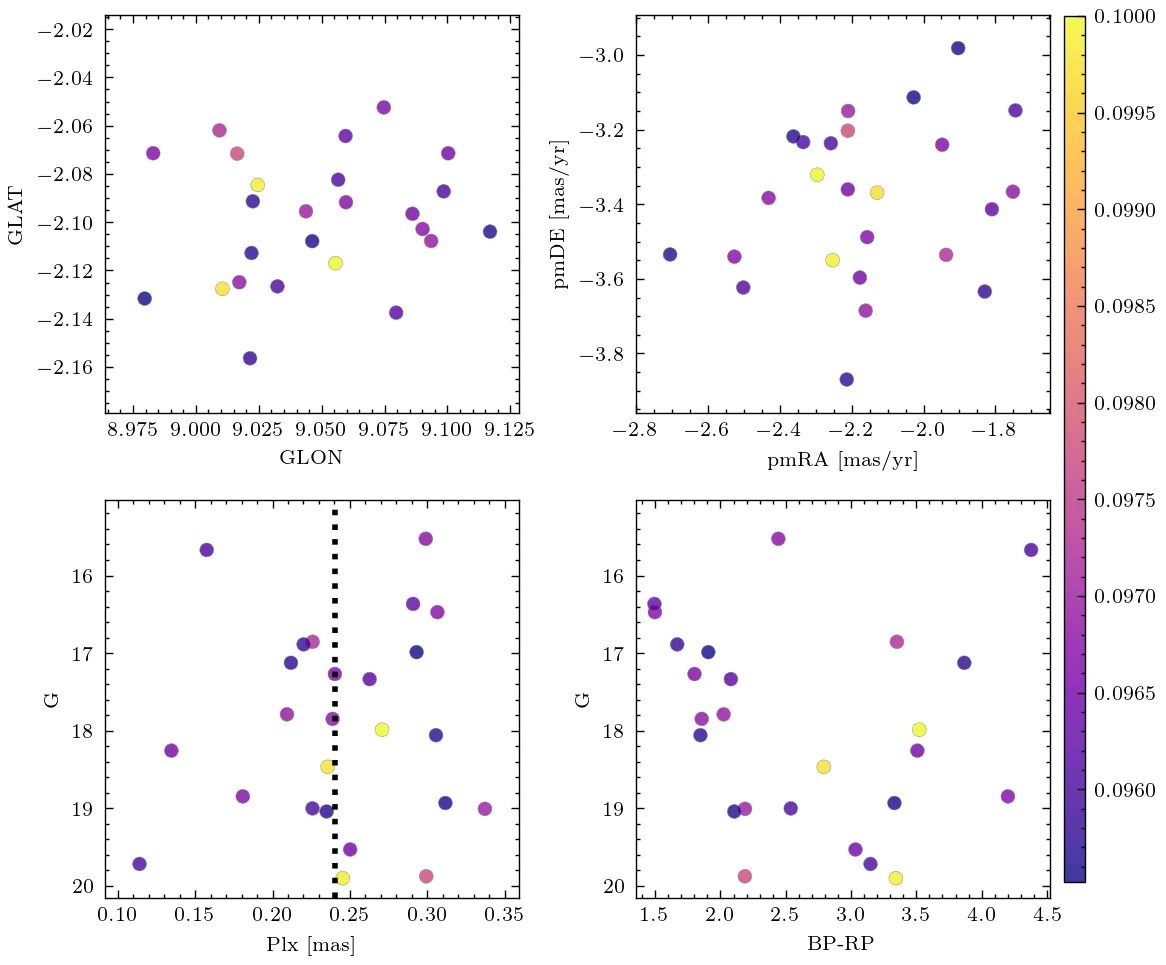 −2.02
−2.04
−2.06
−2.08
−2.10
−2.12
−2.14
−2.16
GLAT
8.975 9.000 9.025 9.050 9.075 9.100 9.125
GLON
−3.0
−3.2
−3.4
−3.6
−3.8
pmDE [mas/yr]
−2.8 −2.6 −2.4 −2.2 −2.0 −1.8
pmRA [mas/yr]
16
17
18
19
20
G
0.10 0.15 0.20 0.25 0.30 0.35
Plx [mas]
16
17
18
19
20
G
1.5 2.0 2.5 3.0 3.5 4.0 4.5
BP-RP
0.1000
0.0995
0.0990
0.0985
0.0980
0.0975
0.0970
0.0965
0.0960